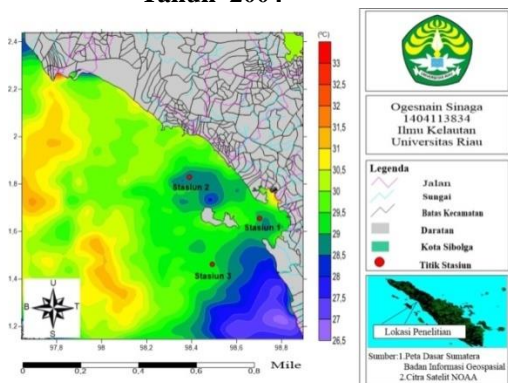 Tahun 2004
(°C)
2,4
2,2
2
1,8
1,6
1,4
1,2
33
32
31
30.5
30
29.5
29
28.5
28
27.5
27
26.5
Stasiun 2
Stasiun 1
Stasiun 3
U
B T
S
97,8 98 98,2 98,4 98,6 98,8
0 0,2 0,4 0,6 0,8 Mile
Ogesnain Sinaga
1404113834
Ilmu Kelautan
Universitas Riau
Legenda
Jalan
Sungai
Batas Kecamatan
Daratan
Kota Sibolga
Titik Stasiun
Lokasi Penelitian
Sumber:1.Peta Dasar Sumatera
Badan Informasi Geospasial
2.Citra Satelit NOAA